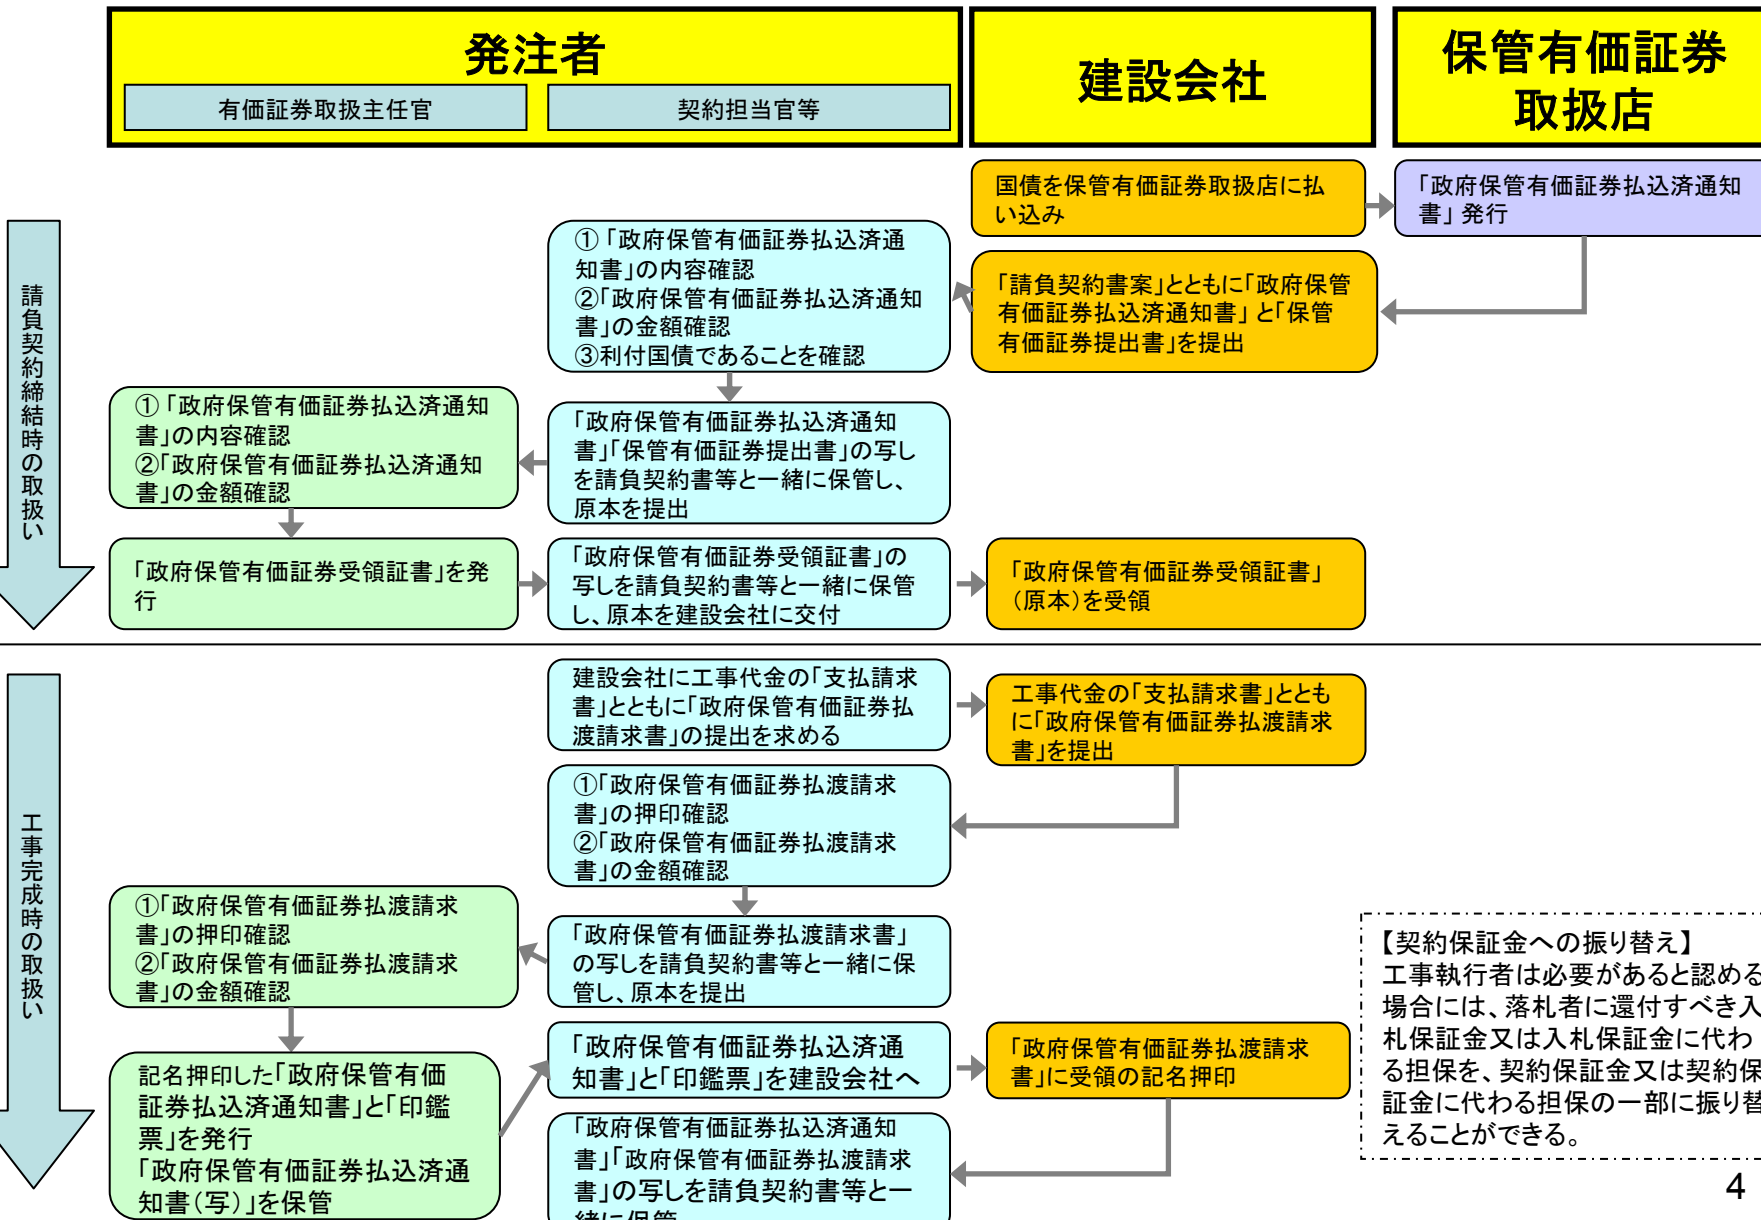 発注者
有価証券取扱主任官
契約担当官等
建設会社
保管有価証券
取扱店
請負契約締結時の取扱い
国債を保管有価証券取扱店に払
い込み
「政府保管有価証券払込済通知
書」 発行
「請負契約書案」とともに「政府保管
有価証券払込済通知書」 と「保管
有価証券提出書」を提出
① 「政府保管有価証券払込済通
知書」の内容確認
②「政府保管有価証券払込済通知
書」の金額確認
③利付国債であることを確認
「政府保管有価証券払込済通知
書」「保管有価証券提出書」の写し
を請負契約書等と一緒に保管し、
原本を提出
① 「政府保管有価証券払込済通知
書」の内容確認
②「政府保管有価証券払込済通知
書」の金額確認
「政府保管有価証券受領証書」を発
行
「政府保管有価証券受領証書」の
写しを請負契約書等と一緒に保管
し、原本を建設会社に交付
「政府保管有価証券受領証書」
（原本）を受領
工事完成時の取扱い
建設会社に工事代金の「支払請求
書」とともに「政府保管有価証券払
渡請求書」の提出を求める
工事代金の「支払請求書」ととも
に「政府保管有価証券払渡請求
書」を提出
①「政府保管有価証券払渡請求
書」の押印確認
②「政府保管有価証券払渡請求
書」の金額確認
「政府保管有価証券払渡請求書」
の写しを請負契約書等と一緒に保
管し、原本を提出
①「政府保管有価証券払渡請求
書」の押印確認
②「政府保管有価証券払渡請求
書」の金額確認
記名押印した「政府保管有価
証券払込済通知書」と「印鑑
票」を発行
「政府保管有価証券払込済通
知書（写）」を保管
「政府保管有価証券払込済通
知書」と「印鑑票」を建設会社へ
「政府保管有価証券払渡請求
書」に受領の記名押印
「政府保管有価証券払込済通知
書」「政府保管有価証券払渡請求
書」の写しを請負契約書等と一
緒に保管
【契約保証金への振り替え】
工事執行者は必要があると認める
場合には、落札者に還付すべき入
札保証金又は入札保証金に代わ
る担保を、契約保証金又は契約保
証金に代わる担保の一部に振り替
えることができる。
4